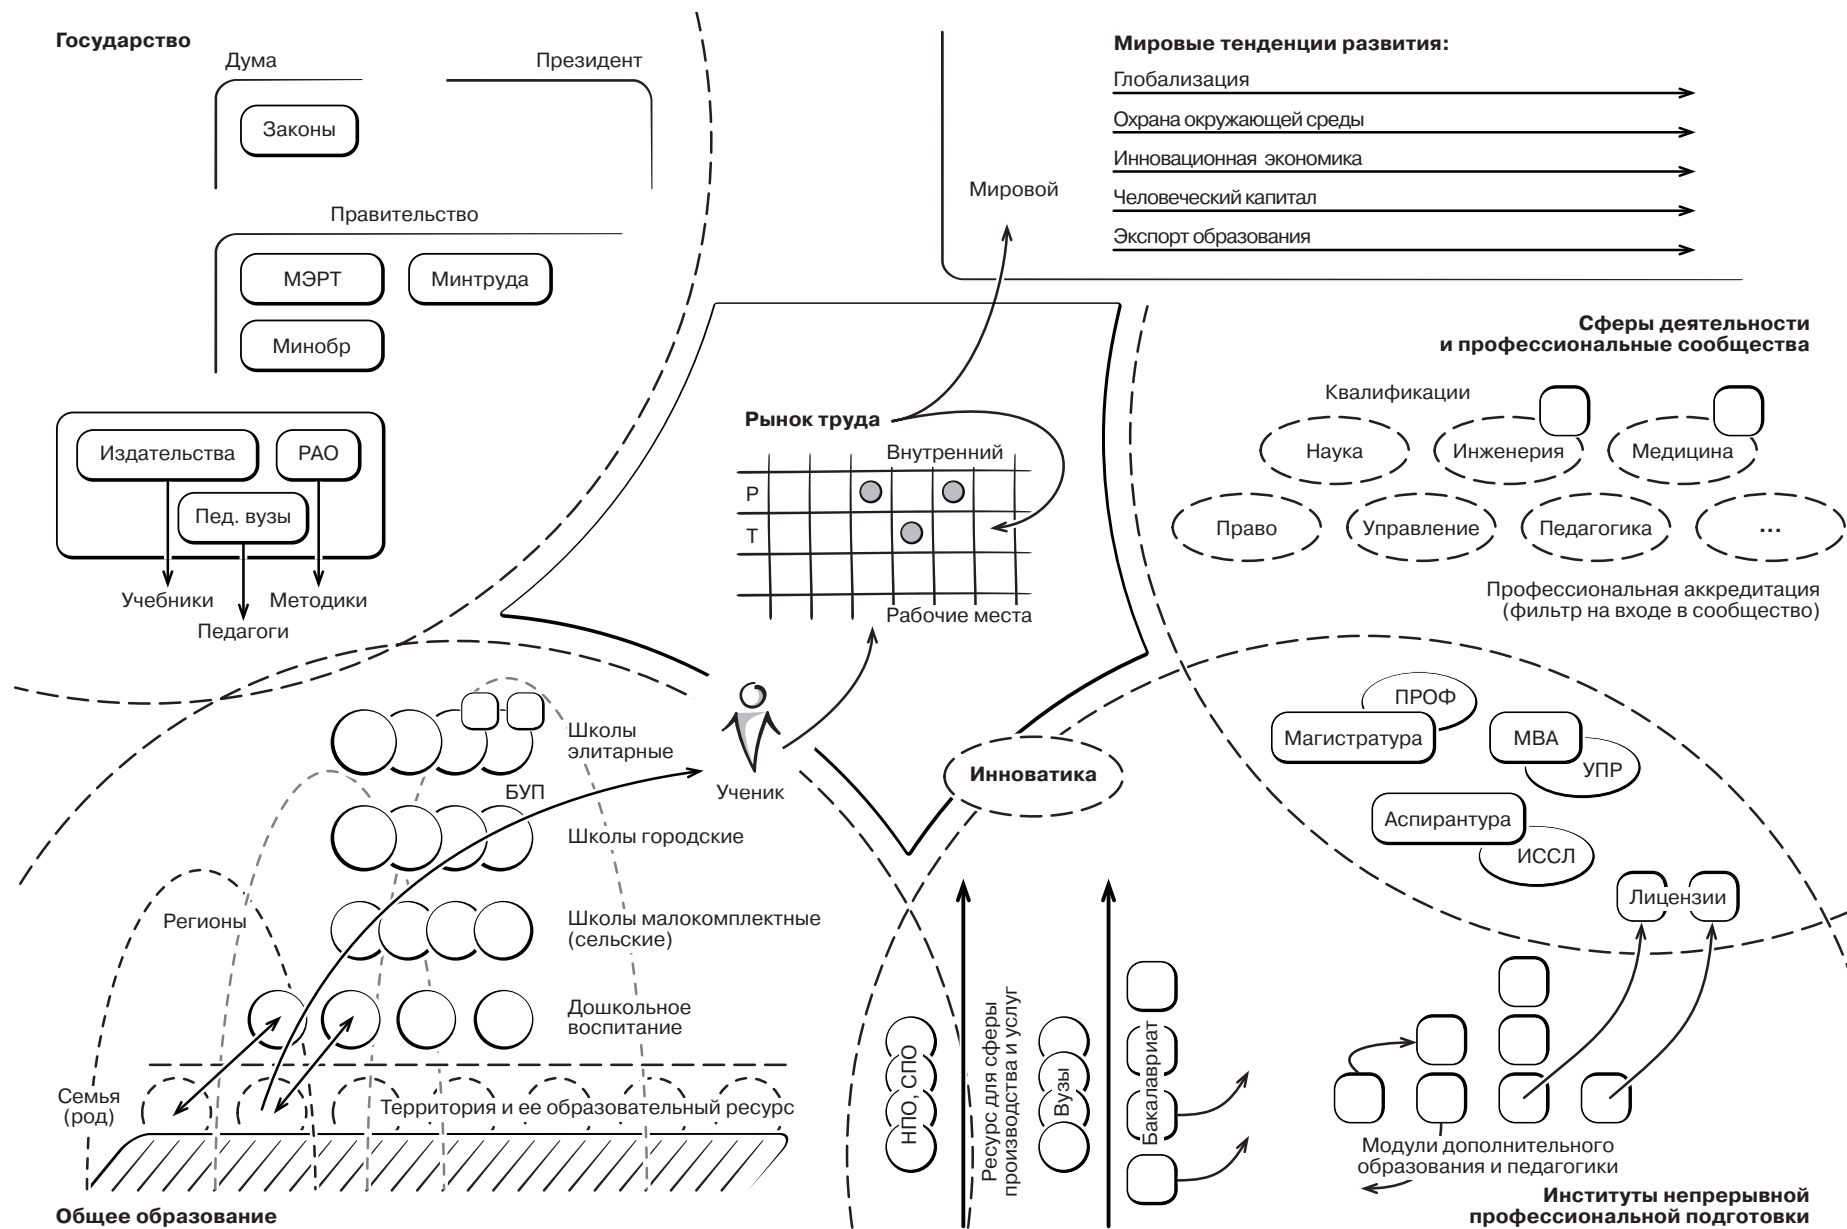 Государство
Дума
Президент
Законы
Правительство
МЭРТ
Минтруда
Минобр
Издательства
РАО
Пед. вузы
Учебники
Методики
Педагоги
Мировые тенденции развития:
Глобализация
Охрана окружающей среды
Инновационная экономика
Человеческий капитал
Экспорт образования
Мировой
Рынок труда
Внутренний
Р
Т
Рабочие места
Сферы деятельности
и профессиональные сообщества
Квалификации
Наука
Инженерия
Медицина
Право
Управление
Педагогика
...
Профессиональная аккредитация
(фильтр на входе в сообщество)
Школы
элитарные
БУП
Школы городские
Школы малокомплектные
(сельские)
Регионы
Дошкольное
воспитание
Семья
(род)
Территория и ее образовательный ресурс
Общее образование
Ученик
Инноватика
ПРОФ
Магистратура
МВА
УПР
Аспирантура
ИССЛ
Лицензии
НПО, СПО
Ресурс для сферы
производства и услуг
Вузы
Бакалавриат
Модули дополнительного
образования и педагогики
Институты непрерывной
профессиональной подготовки